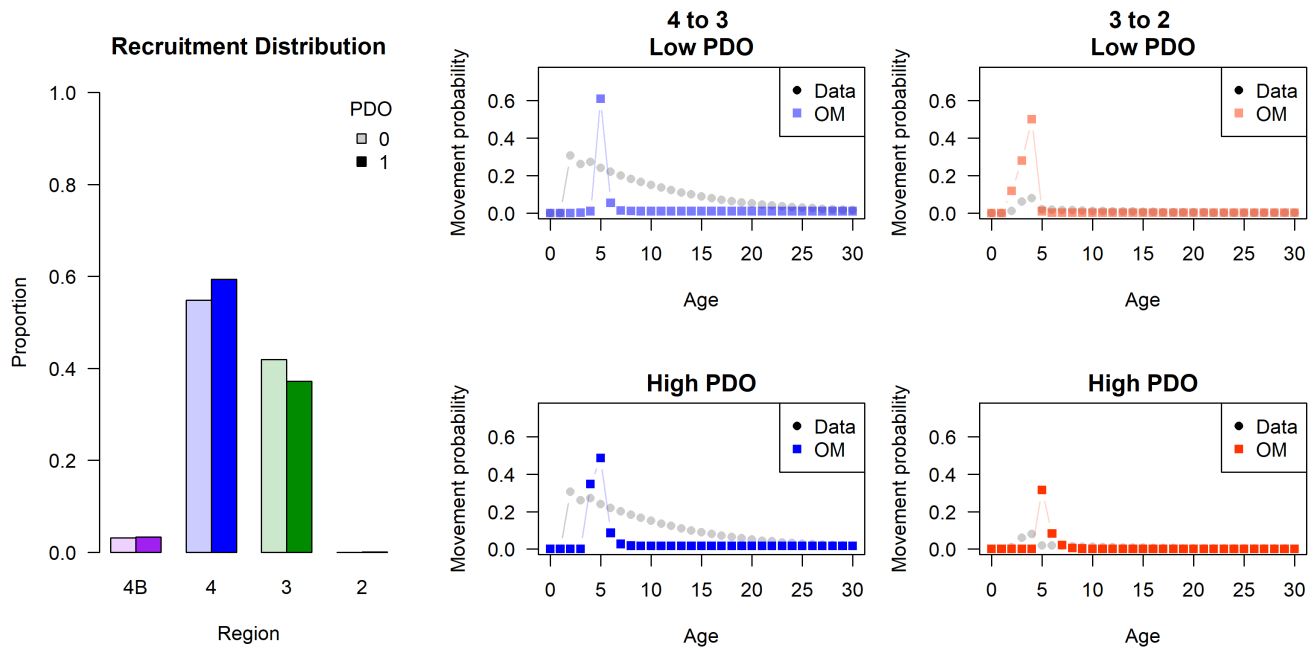 Recruitment Distribution
Proportion
1.0
0.8
0.6
0.4
0.2
0.0
PDO
0
1
4B 4 3 2
Region
4 to 3
Low PDO
Movement probability
0.6
0.4
0.2
0.0
Data
OM
0 5 10 15 20 25 30
Age
3 to 2
Low PDO
Movement probability
0.6
0.4
0.2
0.0
Data
OM
0 5 10 15 20 25 30
Age
High PDO
Movement probability
0.6
0.4
0.2
0.0
Data
OM
0 5 10 15 20 25 30
Age
High PDO
Movement probability
0.6
0.4
0.2
0.0
Data
OM
0 5 10 15 20 25 30
Age